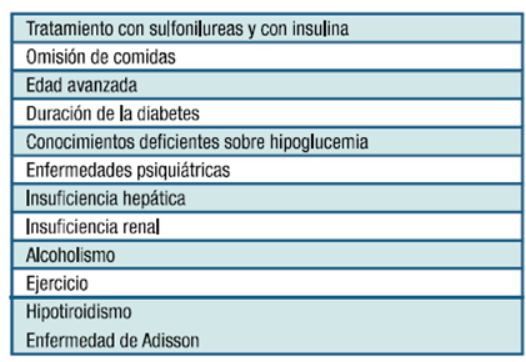 Tratamiento con sulfonilureas y con insulina
Omisión de comidas
Edad avanzada
Duración de la diabetes
Conocimientos deficientes sobre hipoglucemia
Enfermedades psiquiátricas
Insuficiencia hepática
Insuficiencia renal
Alcoholismo
Ejercicio
Hipotiroidismo
Enfermedad de Adisson